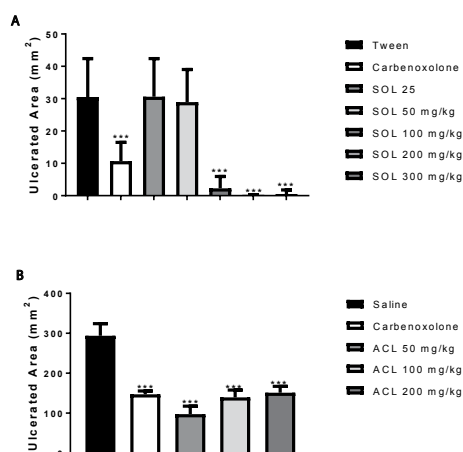 A
Ulcerated Area (mm²)
50
40
30
20
10
0
***
***
***
***
Tween
Carbenoxolone
SOL 25
SOL 50 mg/kg
SOL 100 mg/kg
SOL 200 mg/kg
SOL 300 mg/kg
B
Ulcerated Area (mm²)
400
300
200
100
***
***
***
***
Saline
Carbenoxolone
ACL 50 mg/kg
ACL 100 mg/kg
ACL 200 mg/kg